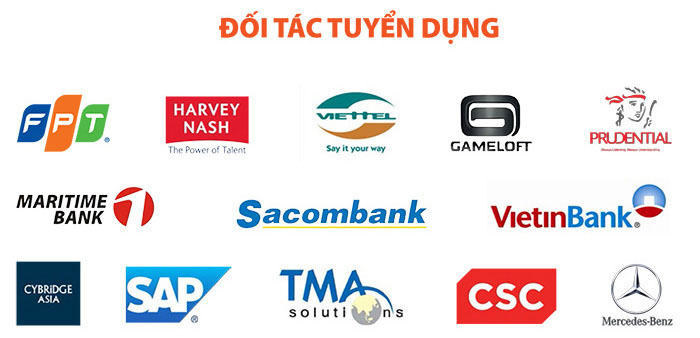 ĐỐI TÁC TUYỂN DỤNG
FPT
®
HARVEY
NASH
The Power of Talent
VIETTEL
Say it your way
GAMELOFT
PRUDENTIAL
MARITIME
BANK
Sacombank
VietinBank®
CYBRIDGE
ASIA
SAP®
TMA
solutions
CSC
Mercedes-Benz